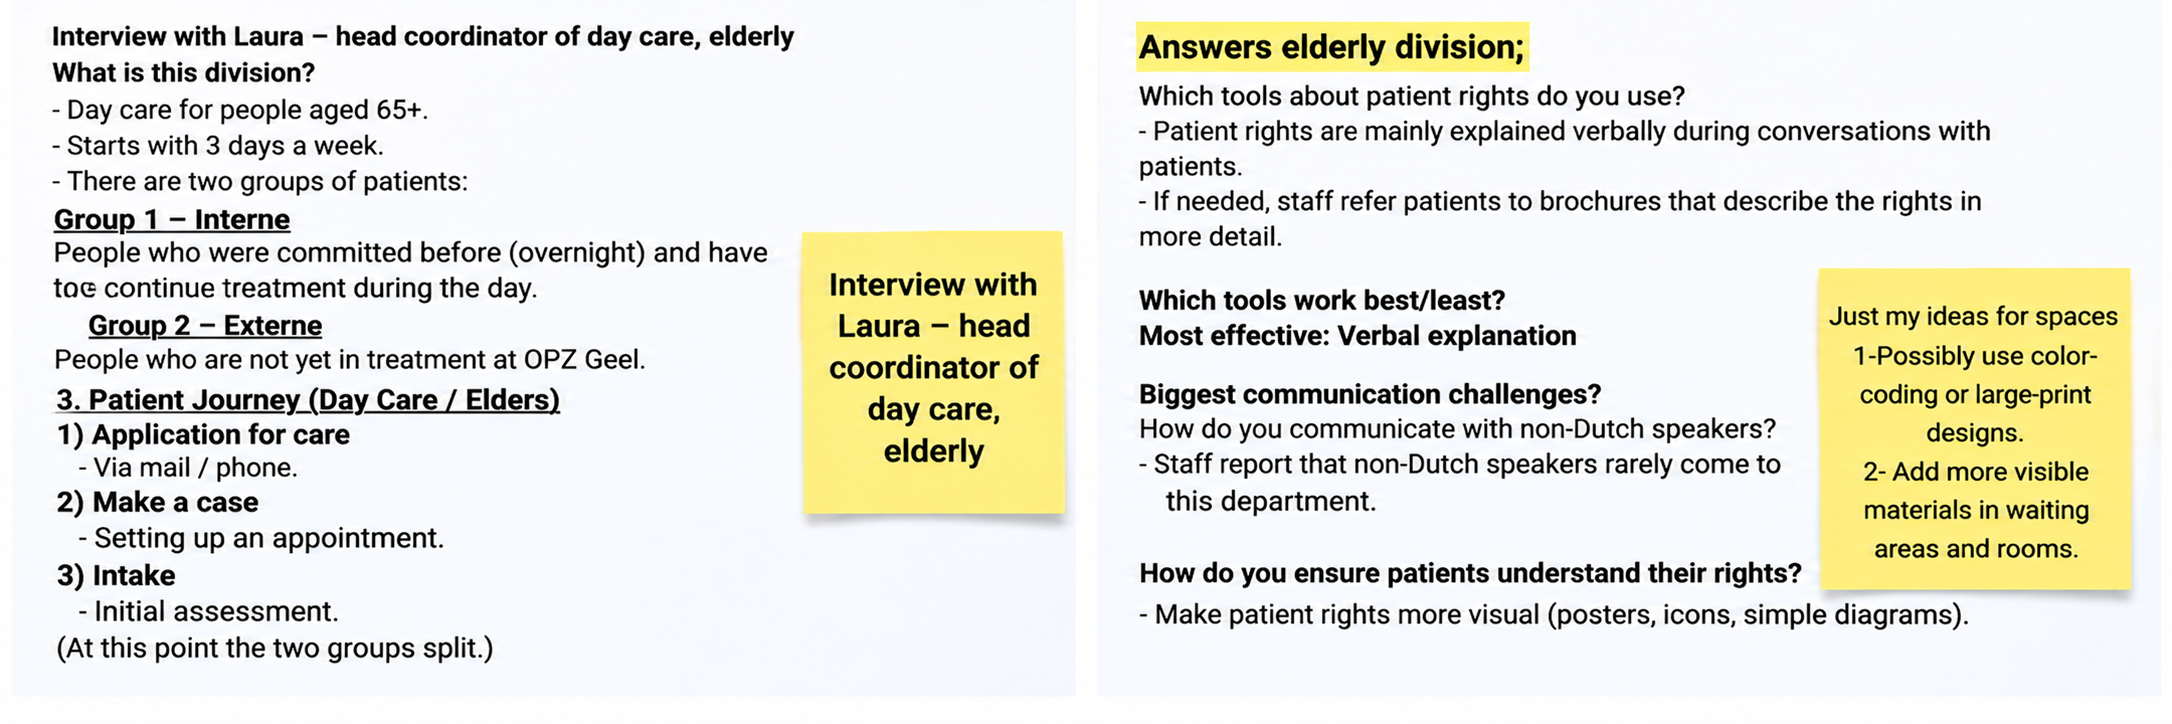 Interview with Laura – head coordinator of day care, elderly
What is this division?
- Day care for people aged 65+.
- Starts with 3 days a week.
- There are two groups of patients:
Group 1 – Interne
People who were committed before (overnight) and have
continue treatment during the day.
Group 2 – Externe
People who are not yet in treatment at OPZ Geel.
3. Patient Journey (Day Care / Elders)
1) Application for care
- Via mail / phone.
2) Make a case
- Setting up an appointment.
3) Intake
- Initial assessment.
(At this point the two groups split.)
Interview with
Laura – head
coordinator of
day care,
elderly
Answers elderly division;
Which tools about patient rights do you use?
- Patient rights are mainly explained verbally during conversations with
patients.
- If needed, staff refer patients to brochures that describe the rights in
more detail.
Which tools work best/least?
Most effective: Verbal explanation
Biggest communication challenges?
How do you communicate with non-Dutch speakers?
- Staff report that non-Dutch speakers rarely come to
this department.
How do you ensure patients understand their rights?
- Make patient rights more visual (posters, icons, simple diagrams).
Just my ideas for spaces
1-Possibly use color-
coding or large-print
designs.
2- Add more visible
materials in waiting
areas and rooms.